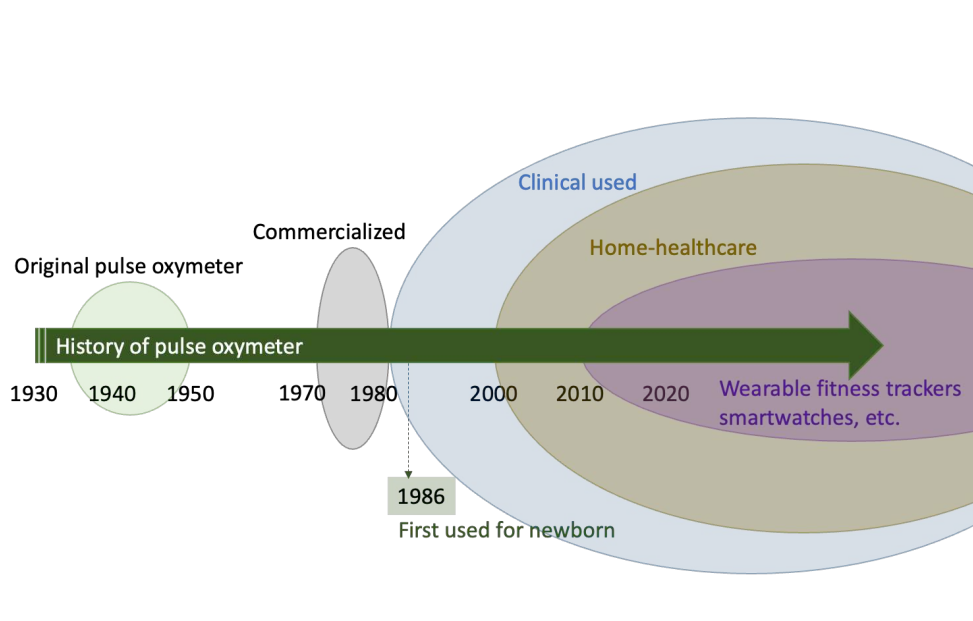 Clinical used
Commercialized
Home-healthcare
Original pulse oxymeter
History of pulse oxymeter
1930 1940 1950 1970 1980 2000 2010 2020
Wearable fitness trackers
smartwatches, etc.
1986
First used for newborn